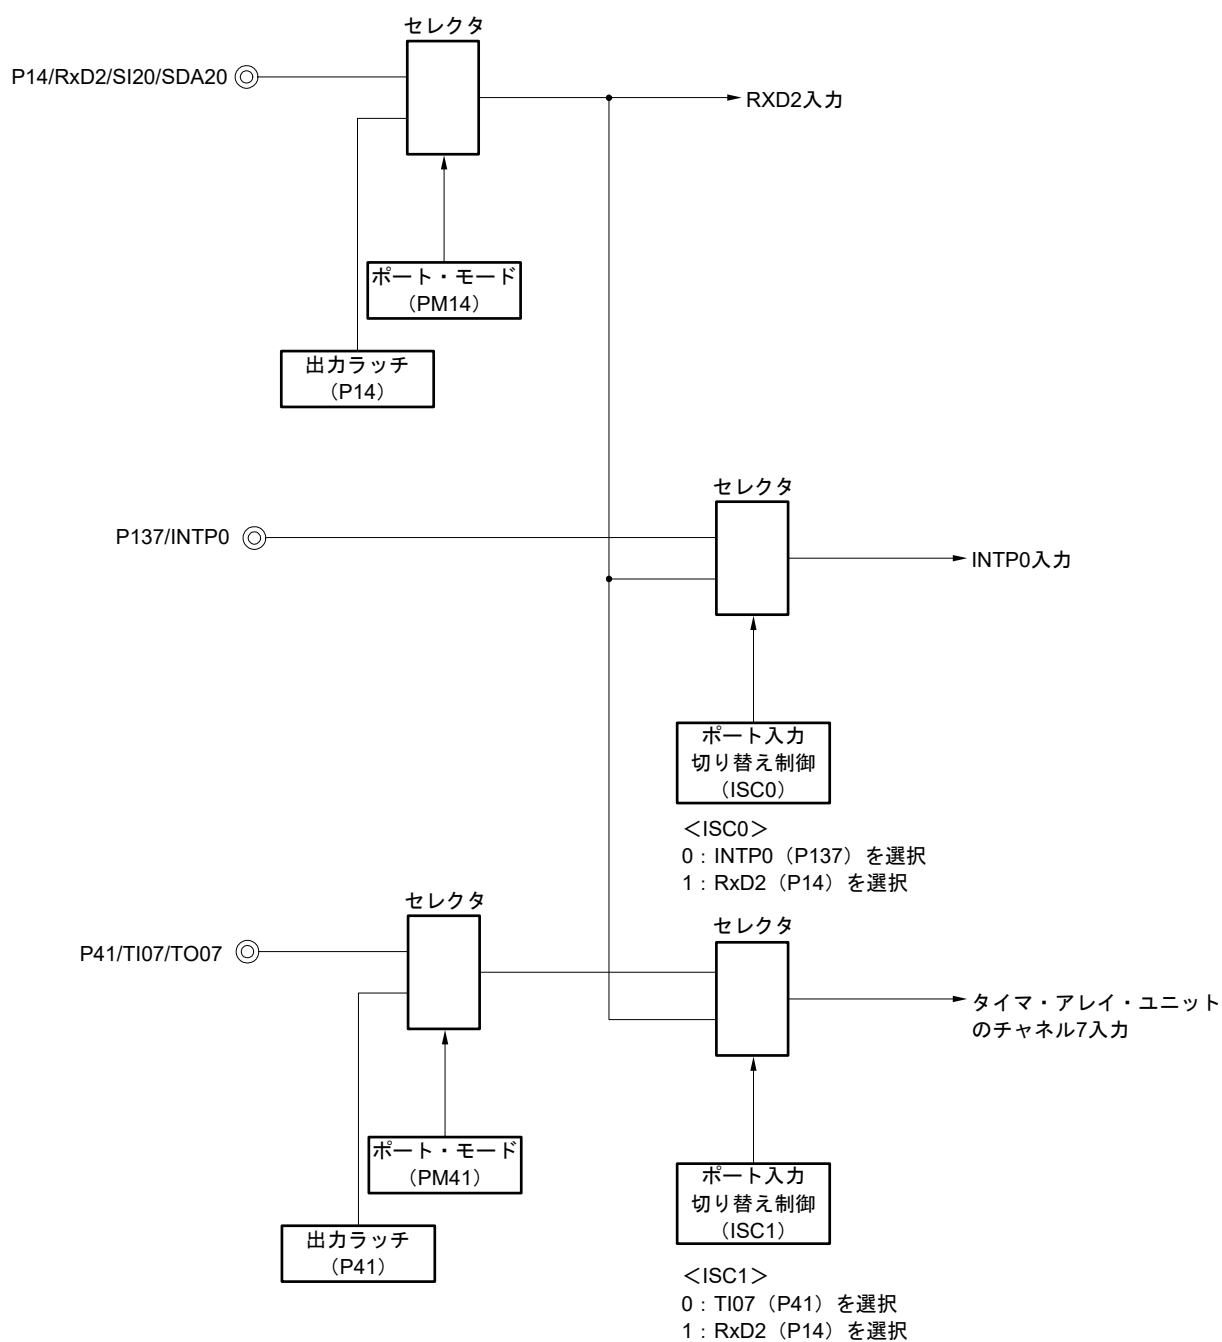 セレクタ
P14/RxD2/SI20/SDA20
RXD2入力
ポート・モード
（PM14）
出力ラッチ
（P14）
セレクタ
P137/INTP0
INTP0入力
ポート入力
切り替え制御
（ISC0）
＜ISC0＞
0：INTP0（P137）を選択
1：RxD2（P14）を選択
セレクタ
セレクタ
P41/TI07/TO07
タイマ・アレイ・ユニット
のチャネル7入力
ポート・モード
（PM41）
ポート入力
切り替え制御
（ISC1）
出力ラッチ
（P41）
＜ISC1＞
0：TI07（P41）を選択
1：RxD2（P14）を選択